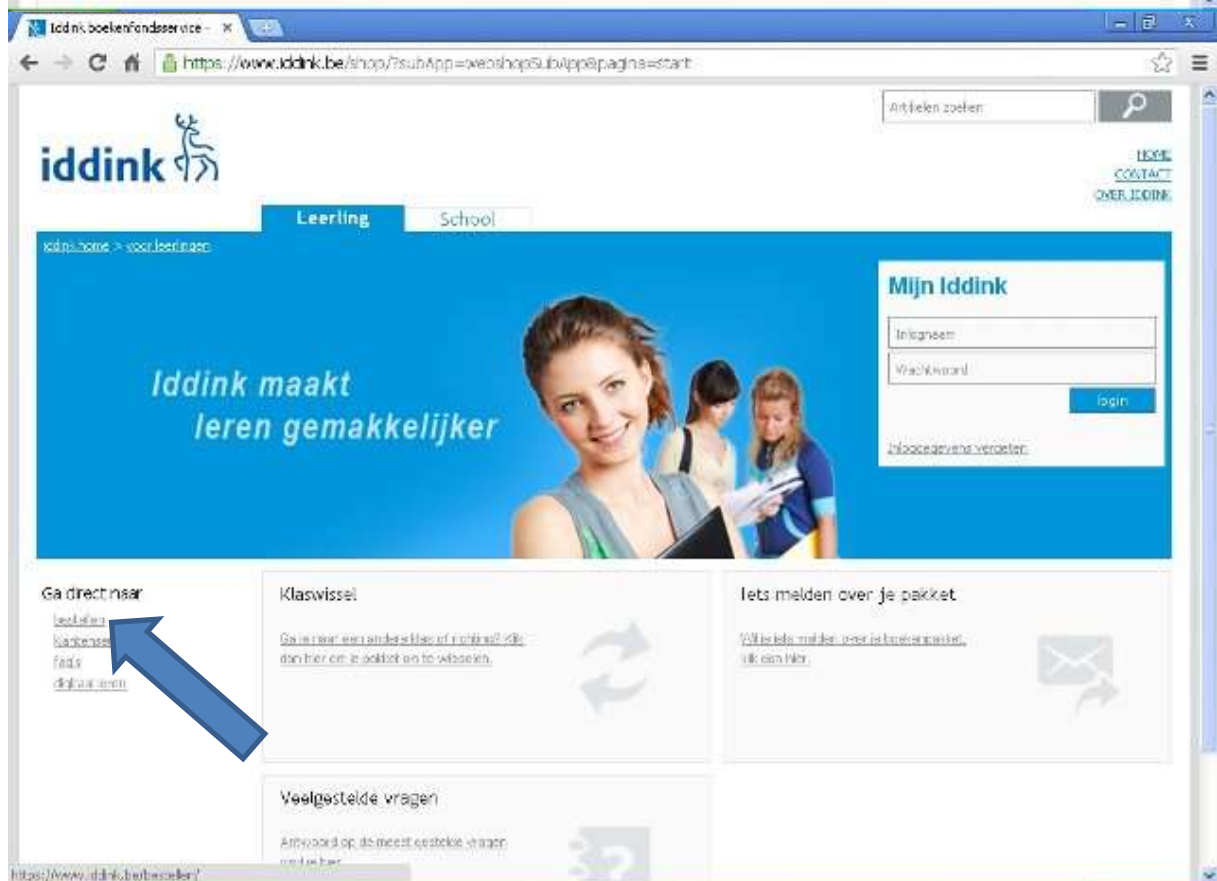 Iddink boekenfondsservice -
https://www.iddink.be/shop/?subApp=webshopSubApp&pagina=start
Artikelen zoeken
iddink
HOME
CONTACT
OVER IDDINK
Leerling
School
iddink home > voor leerlingen
Mijn Iddink
Inlognaam
Wachtwoord
login
Inloggegevens vergeten
Iddink maakt
leren gemakkelijker
Ga direct naar
bestellen
faq's
digitaal leren
Klaswissel
Ga je naar een andere klas of richting? Klik
dan hier om je pakket om te wisselen.
Iets melden over je pakket
Wil je iets melden over je boekenpakket,
klik dan hier.
Veelgestelde vragen
Antwoord op de meest gestelde vragen
vind je hier
https://www.iddink.be/bestellen/